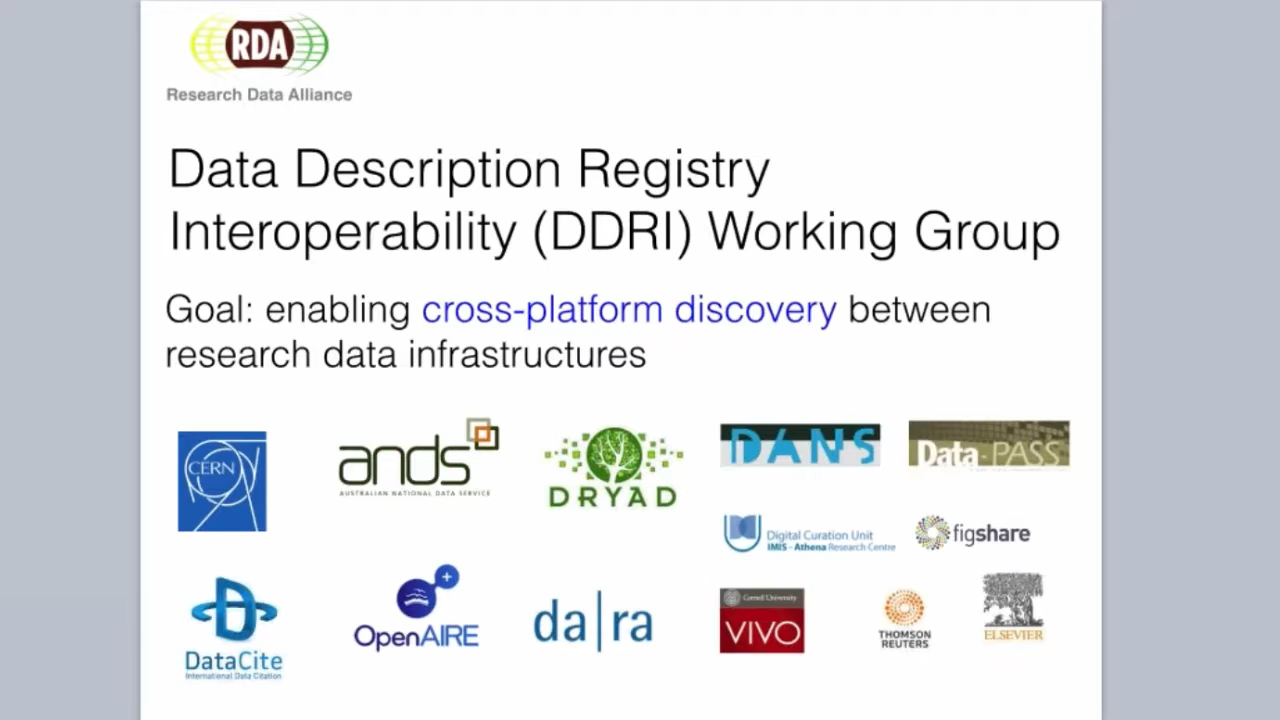 RDA
Research Data Alliance
Data Description Registry
Interoperability (DDRI) Working Group
Goal: enabling cross-platform discovery between
research data infrastructures
CERN
ands
AUSTRALIAN NATIONAL DATA SERVICE
DRYAD
DANS
Data-PASS
Digital Curation Unit
IMIS - Athena Research Centre
figshare
DataCite
International Data Citation
OpenAIRE
da|ra
Cornell University
VIVO
THOMSON
REUTERS
ELSEVIER